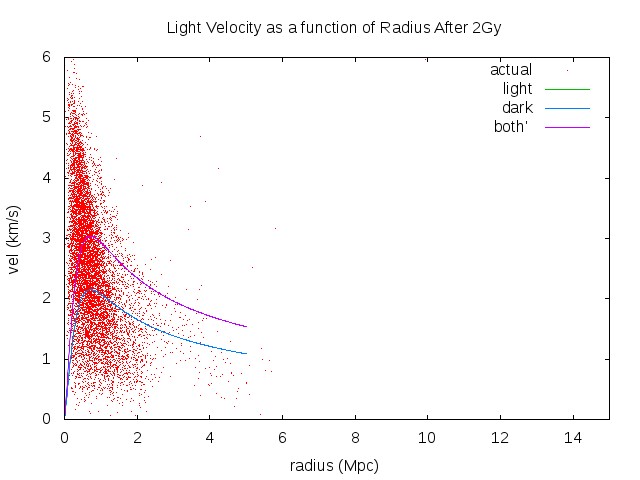 Light Velocity as a function of Radius After 2Gy
6
5
4
3
2
1
0
vel (km/s)
actual
light
dark
both'
0 2 4 6 8 10 12 14
radius (Mpc)